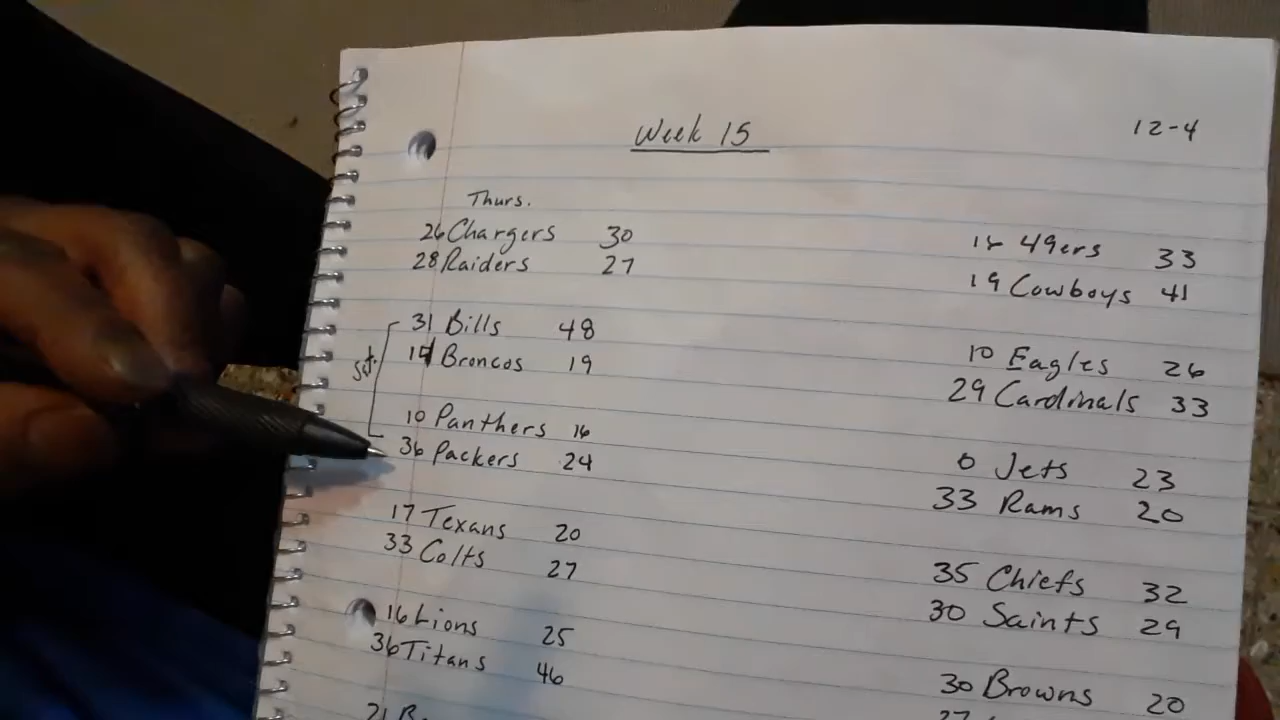 Week 15
12-4
Thurs.
26 Chargers 30
28 Raiders 27
Sat.
31 Bills 48
Broncos 19
10 Panthers 16
36 Packers 24
17 Texans 20
33 Colts 27
16 Lions 25
36 Titans 46
21
49ers 33
19 Cowboys 41
10 Eagles 26
29 Cardinals 33
0 Jets 23
33 Rams 20
35 Chiefs 32
30 Saints 29
30 Browns 20